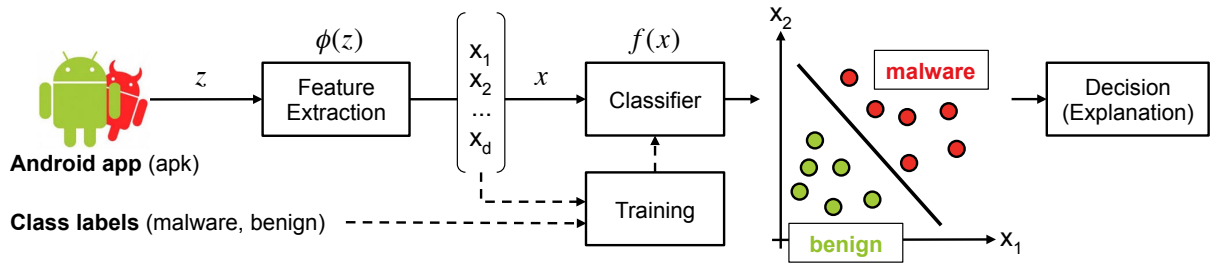 z
ϕ(z)
Feature
Extraction
x1
x2
...
xd
x
f(x)
Classifier
Training
Android app (apk)
Class labels (malware, benign)
x2
malware
benign
x1
Decision
(Explanation)